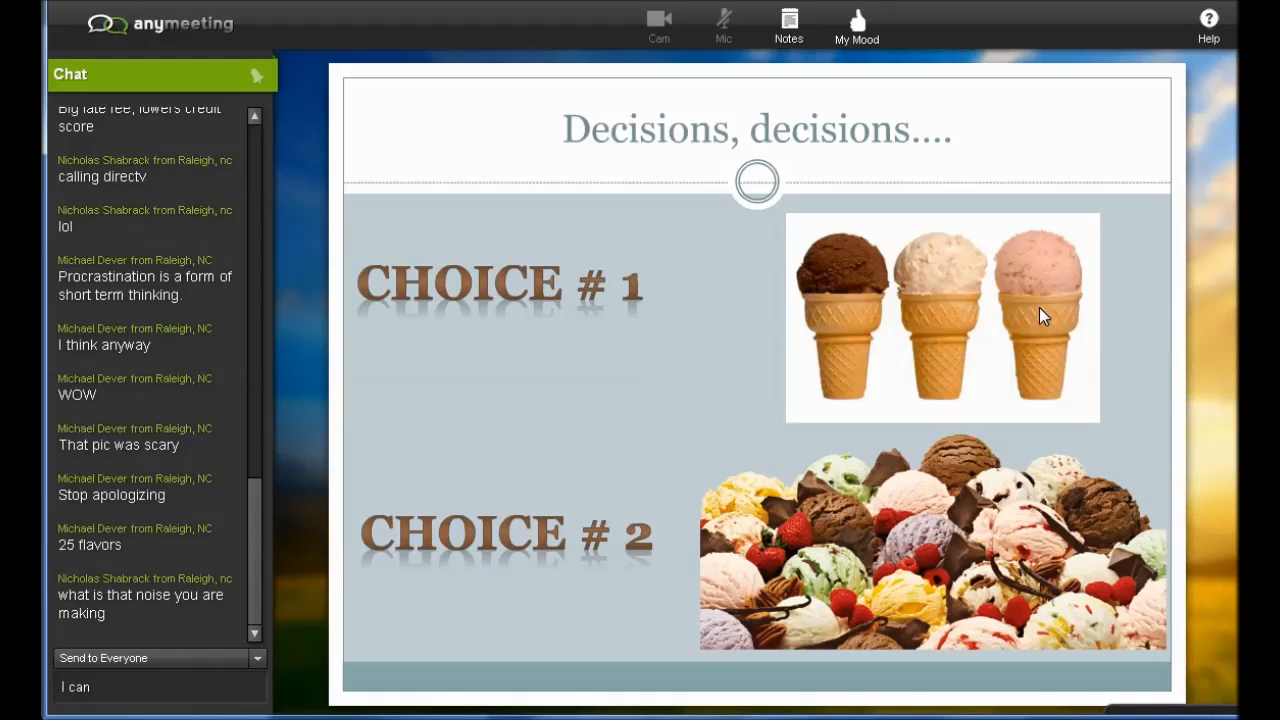 anymeeting
Cam
Mic
Notes
My Mood
Help
Chat
Big late fee, lowers credit
score
Nicholas Shabrack from Raleigh, nc
calling directv
Nicholas Shabrack from Raleigh, nc
lol
Michael Dever from Raleigh, NC
Procrastination is a form of
short term thinking.
Michael Dever from Raleigh, NC
I think anyway
Michael Dever from Raleigh, NC
WOW
Michael Dever from Raleigh, NC
That pic was scary
Michael Dever from Raleigh, NC
Stop apologizing
Michael Dever from Raleigh, NC
25 flavors
Nicholas Shabrack from Raleigh, nc
what is that noise you are
making
Send to Everyone
I can
Decisions, decisions....
CHOICE # 1
CHOICE # 2